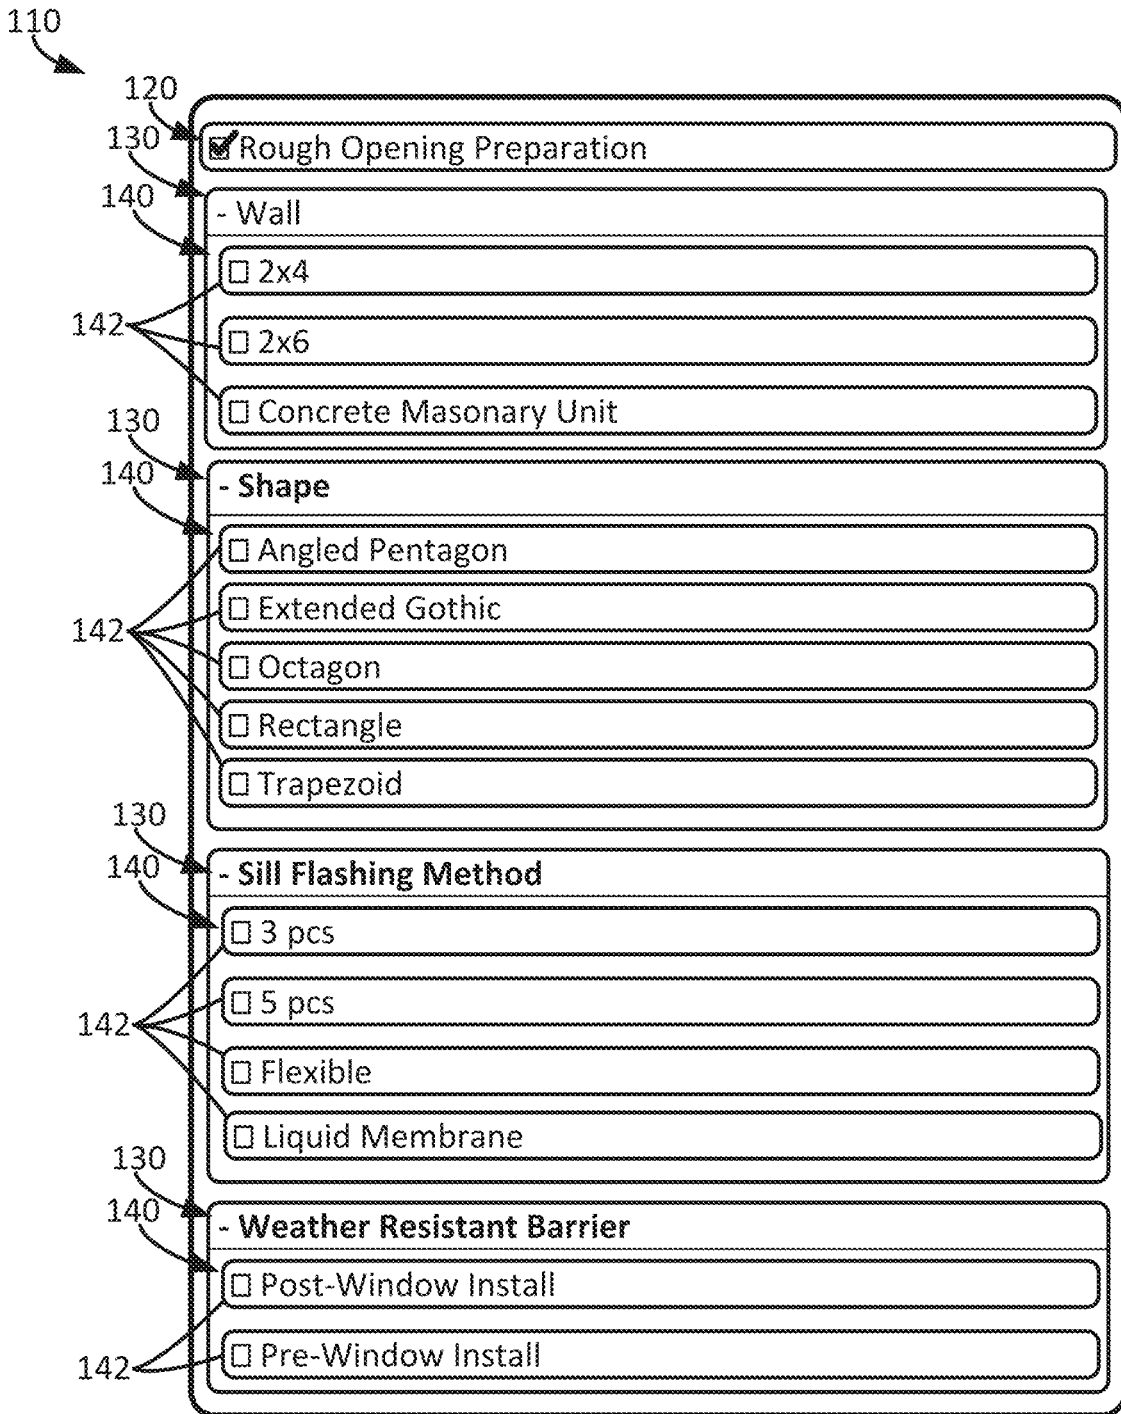 110
120
☑Rough Opening Preparation
130
- Wall
140
☐ 2x4
142
☐ 2x6
☐ Concrete Masonary Unit
130
- Shape
140
☐ Angled Pentagon
☐ Extended Gothic
142
☐ Octagon
☐ Rectangle
☐ Trapezoid
130
- Sill Flashing Method
140
☐ 3 pcs
☐ 5 pcs
142
☐ Flexible
☐ Liquid Membrane
130
- Weather Resistant Barrier
140
☐ Post-Window Install
☐ Pre-Window Install
142